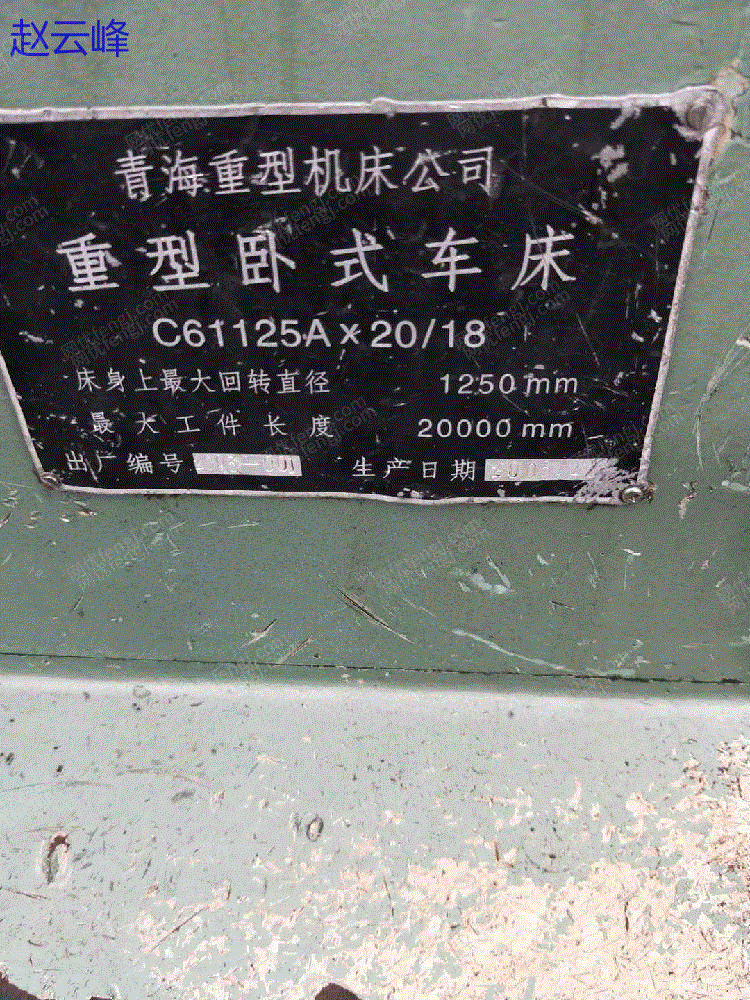 赵云峰
青海重型机床公司
重型卧式车床
C61125A×20/18
床身上最大回转直径 1250mm
最大工件长度 20000mm
出厂编号 生产日期